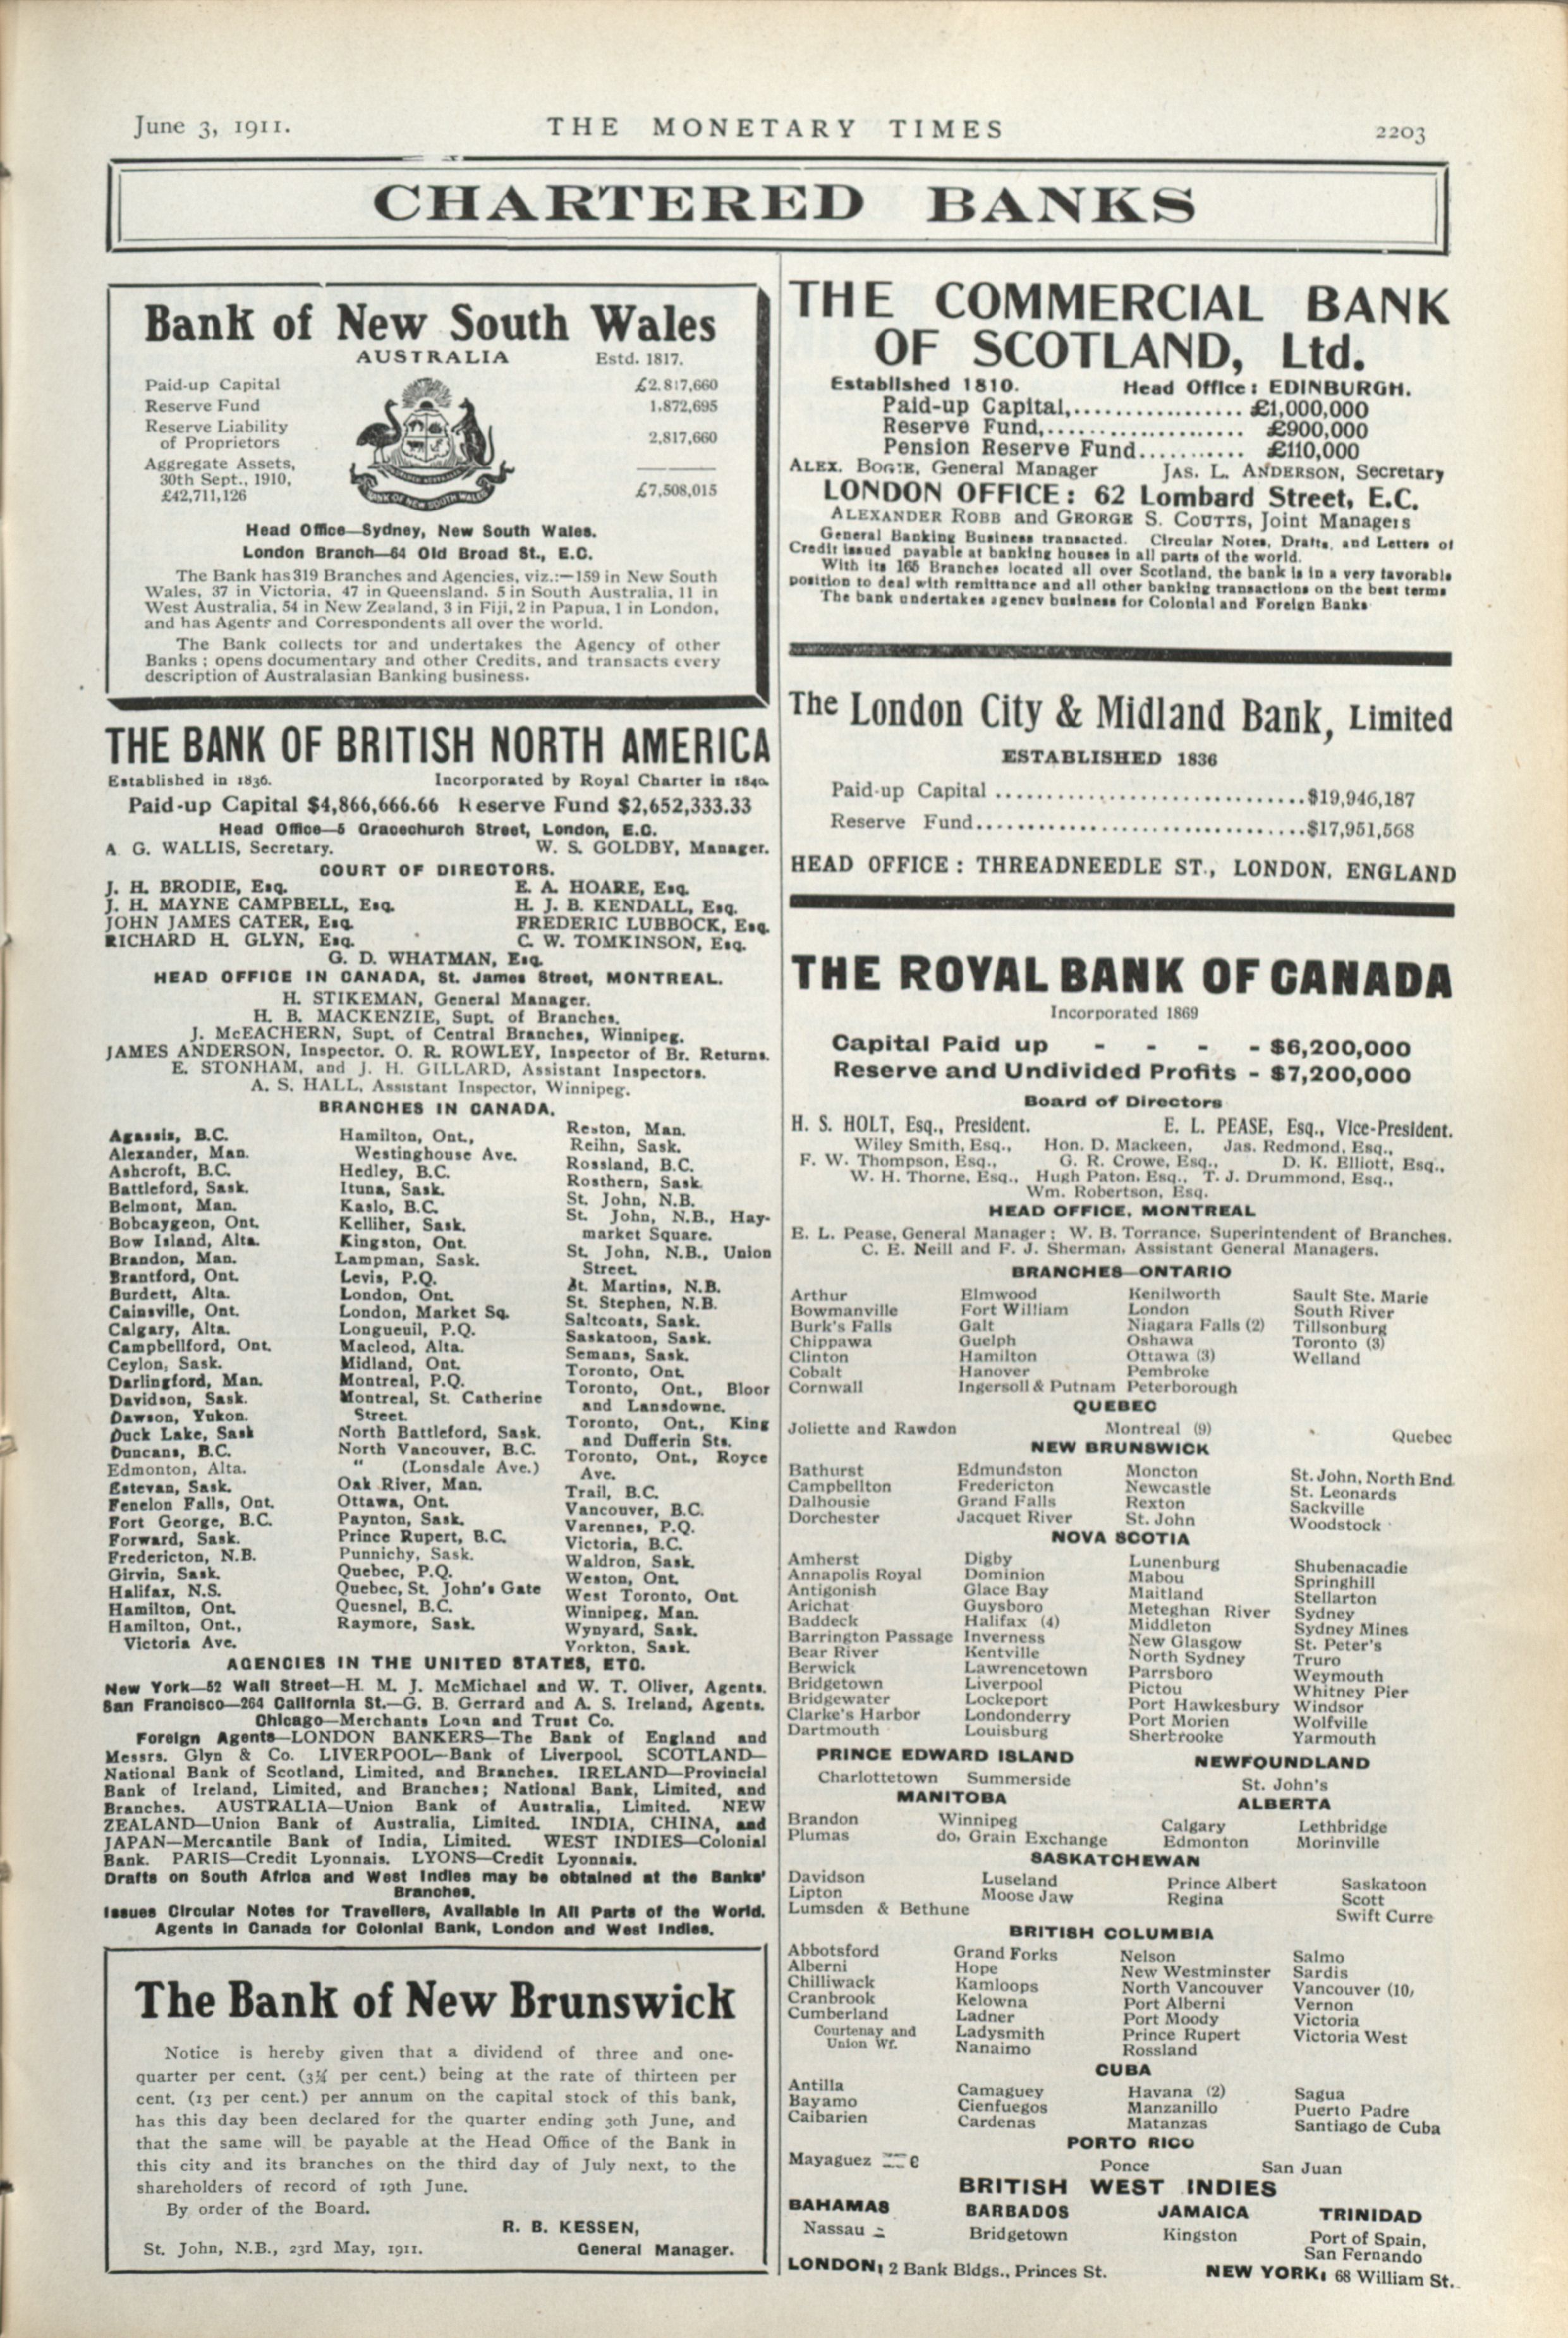 June 3, 1911.
THE MONETARY TIMES
2203
CHARTERED BANKS
Bank of New South Wales
AUSTRALIA Estd. 1817.
Paid-up Capital £2,817,660
Reserve Fund 1,872,695
Reserve Liability
of Proprietors 2,817,660
Aggregate Assets,
30th Sept., 1910,
£42,711,126 £7,508,015
BANK OF NEW SOUTH WALES
Head Office—Sydney, New South Wales.
London Branch—64 Old Broad St., E.C.
The Bank has 319 Branches and Agencies, viz.:—159 in New South
Wales, 37 in Victoria, 47 in Queensland, 5 in South Australia, 11 in
West Australia, 54 in New Zealand, 3 in Fiji, 2 in Papua, 1 in London,
and has Agents and Correspondents all over the world.
The Bank collects for and undertakes the Agency of other
Banks; opens documentary and other Credits, and transacts every
description of Australasian Banking business.
THE BANK OF BRITISH NORTH AMERICA
Established in 1836. Incorporated by Royal Charter in 1840.
Paid-up Capital $4,866,666.66 Reserve Fund $2,652,333.33
Head Office—5 Gracechurch Street, London, E.C.
A. G. WALLIS, Secretary. W. S. GOLDBY, Manager.
COURT OF DIRECTORS.
J. H. BRODIE, Esq. E. A. HOARE, Esq.
J. H. MAYNE CAMPBELL, Esq. H. J. B. KENDALL, Esq.
JOHN JAMES CATER, Esq. FREDERIC LUBBOCK, Esq.
RICHARD H. GLYN, Esq. C. W. TOMKINSON, Esq.
G. D. WHATMAN, Esq.
HEAD OFFICE IN CANADA, St. James Street, MONTREAL.
H. STIKEMAN, General Manager.
H. B. MACKENZIE, Supt. of Branches.
J. McEACHERN, Supt. of Central Branches, Winnipeg.
JAMES ANDERSON, Inspector. O. R. ROWLEY, Inspector of Br. Returns.
E. STONHAM, and J. H. GILLARD, Assistant Inspectors.
A. S. HALL, Assistant Inspector, Winnipeg.
BRANCHES IN CANADA.
Agassis, B.C.
Alexander, Man.
Ashcroft, B.C.
Battleford, Sask.
Belmont, Man.
Bobcaygeon, Ont.
Bow Island, Alta.
Brandon, Man.
Brantford, Ont.
Burdett, Alta.
Cainsville, Ont.
Calgary, Alta.
Campbellford, Ont.
Ceylon, Sask.
Darlingford, Man.
Davidson, Sask.
Dawson, Yukon.
Duck Lake, Sask
Duncans, B.C.
Edmonton, Alta.
Estevan, Sask.
Fenelon Falls, Ont.
Fort George, B.C.
Forward, Sask.
Fredericton, N.B.
Girvin, Sask.
Halifax, N.S.
Hamilton, Ont.
Hamilton, Ont.,
Victoria Ave.
Hamilton, Ont.,
Westinghouse Ave.
Hedley, B.C.
Ituna, Sask.
Kaslo, B.C.
Kelliher, Sask.
Kingston, Ont.
Lampman, Sask.
Levis, P.Q.
London, Ont.
London, Market Sq.
Longueuil, P.Q.
Macleod, Alta.
Midland, Ont.
Montreal, P.Q.
Montreal, St. Catherine
Street.
North Battleford, Sask.
North Vancouver, B.C.
" (Lonsdale Ave.)
Oak River, Man.
Ottawa, Ont.
Paynton, Sask.
Prince Rupert, B.C.
Punnichy, Sask.
Quebec, P.Q.
Quebec, St. John's Gate
Quesnel, B.C.
Raymore, Sask.
Reston, Man.
Reihn, Sask.
Rossland, B.C.
Rosthern, Sask.
St. John, N.B.
St. John, N.B., Hay-
market Square.
St. John, N.B., Union
Street.
St. Martins, N.B.
St. Stephen, N.B.
Saltcoats, Sask.
Saskatoon, Sask.
Semans, Sask.
Toronto, Ont.
Toronto, Ont., Bloor
and Lansdowne.
Toronto, Ont., King
and Dufferin Sts.
Toronto, Ont., Royce
Ave.
Trail, B.C.
Vancouver, B.C.
Varennes, P.Q.
Victoria, B.C.
Waldron, Sask.
Weston, Ont.
West Toronto, Ont.
Winnipeg, Man.
Wynyard, Sask.
Yorkton, Sask.
AGENCIES IN THE UNITED STATES, ETC.
New York—52 Wall Street—H. M. J. McMichael and W. T. Oliver, Agents.
San Francisco—264 California St.—G. B. Gerrard and A. S. Ireland, Agents.
Chicago—Merchants Loan and Trust Co.
Foreign Agents—LONDON BANKERS—The Bank of England and
Messrs. Glyn & Co. LIVERPOOL—Bank of Liverpool. SCOTLAND—
National Bank of Scotland, Limited, and Branches. IRELAND—Provincial
Bank of Ireland, Limited, and Branches; National Bank, Limited, and
Branches. AUSTRALIA—Union Bank of Australia, Limited. NEW
ZEALAND—Union Bank of Australia, Limited. INDIA, CHINA, and
JAPAN—Mercantile Bank of India, Limited. WEST INDIES—Colonial
Bank. PARIS—Credit Lyonnais. LYONS—Credit Lyonnais.
Drafts on South Africa and West Indies may be obtained at the Banks'
Branches.
Issues Circular Notes for Travellers, Available in All Parts of the World.
Agents in Canada for Colonial Bank, London and West Indies.
The Bank of New Brunswick
Notice is hereby given that a dividend of three and one-
quarter per cent. (3¼ per cent.) being at the rate of thirteen per
cent. (13 per cent.) per annum on the capital stock of this bank,
has this day been declared for the quarter ending 30th June, and
that the same will be payable at the Head Office of the Bank in
this city and its branches on the third day of July next, to the
shareholders of record of 19th June.
By order of the Board.
R. B. KESSEN,
St. John, N.B., 23rd May, 1911. General Manager.
THE COMMERCIAL BANK
OF SCOTLAND, Ltd.
Established 1810. Head Office: EDINBURGH.
Paid-up Capital,................. £1,000,000
Reserve Fund,.................... £900,000
Pension Reserve Fund........... £110,000
ALEX. BOGIE, General Manager JAS. L. ANDERSON, Secretary
LONDON OFFICE: 62 Lombard Street, E.C.
ALEXANDER ROBB and GEORGE S. COUTTS, Joint Managers
General Banking Business transacted. Circular Notes, Drafts, and Letters of
Credit issued payable at banking houses in all parts of the world.
With its 165 Branches located all over Scotland, the bank is in a very favorable
position to deal with remittance and all other banking transactions on the best terms
The bank undertakes agency business for Colonial and Foreign Banks
The London City & Midland Bank, Limited
ESTABLISHED 1836
Paid-up Capital ..............................$19,946,187
Reserve Fund................................$17,951,568
HEAD OFFICE: THREADNEEDLE ST., LONDON, ENGLAND
THE ROYAL BANK OF CANADA
Incorporated 1869
Capital Paid up - - - - $6,200,000
Reserve and Undivided Profits - $7,200,000
Board of Directors
H. S. HOLT, Esq., President. E. L. PEASE, Esq., Vice-President.
Wiley Smith, Esq., Hon. D. Mackeen, Jas. Redmond, Esq.,
F. W. Thompson, Esq., G. R. Crowe, Esq., D. K. Elliott, Esq.,
W. H. Thorne, Esq., Hugh Paton, Esq., T. J. Drummond, Esq.,
Wm. Robertson, Esq.
HEAD OFFICE, MONTREAL
E. L. Pease, General Manager; W. B. Torrance, Superintendent of Branches.
C. E. Neill and F. J. Sherman, Assistant General Managers.
BRANCHES—ONTARIO
Arthur Elmwood Kenilworth Sault Ste. Marie
Bowmanville Fort William London South River
Burk's Falls Galt Niagara Falls (2) Tillsonburg
Chippawa Guelph Oshawa Toronto (3)
Clinton Hamilton Ottawa (3) Welland
Cobalt Hanover Pembroke
Cornwall Ingersoll & Putnam Peterborough
QUEBEC
Joliette and Rawdon Montreal (9) Quebec
NEW BRUNSWICK
Bathurst Edmundston Moncton St. John, North End
Campbellton Fredericton Newcastle St. Leonards
Dalhousie Grand Falls Rexton Sackville
Dorchester Jacquet River St. John Woodstock
NOVA SCOTIA
Amherst Digby Lunenburg Shubenacadie
Annapolis Royal Dominion Mabou Springhill
Antigonish Glace Bay Maitland Stellarton
Arichat Guysboro Meteghan River Sydney
Baddeck Halifax (4) Middleton Sydney Mines
Barrington Passage Inverness New Glasgow St. Peter's
Bear River Kentville North Sydney Truro
Berwick Lawrencetown Parrsboro Weymouth
Bridgetown Liverpool Pictou Whitney Pier
Bridgewater Lockeport Port Hawkesbury Windsor
Clarke's Harbor Londonderry Port Morien Wolfville
Dartmouth Louisburg Sherbrooke Yarmouth
PRINCE EDWARD ISLAND NEWFOUNDLAND
Charlottetown Summerside St. John's
MANITOBA ALBERTA
Brandon Winnipeg Calgary Lethbridge
Plumas do, Grain Exchange Edmonton Morinville
SASKATCHEWAN
Davidson Luseland Prince Albert Saskatoon
Lipton Moose Jaw Regina Scott
Lumsden & Bethune Swift Curre
BRITISH COLUMBIA
Abbotsford Grand Forks Nelson Salmo
Alberni Hope New Westminster Sardis
Chilliwack Kamloops North Vancouver Vancouver (10,
Cranbrook Kelowna Port Alberni Vernon
Cumberland Ladner Port Moody Victoria
Courtenay and Ladysmith Prince Rupert Victoria West
Union Wf. Nanaimo Rossland
CUBA
Antilla Camaguey Havana (2) Sagua
Bayamo Cienfuegos Manzanillo Puerto Padre
Caibarien Cardenas Matanzas Santiago de Cuba
PORTO RICO
Mayaguez Ponce San Juan
BRITISH WEST INDIES
BAHAMAS BARBADOS JAMAICA TRINIDAD
Nassau Bridgetown Kingston Port of Spain,
San Fernando
LONDON, 2 Bank Bldgs., Princes St. NEW YORK, 68 William St.